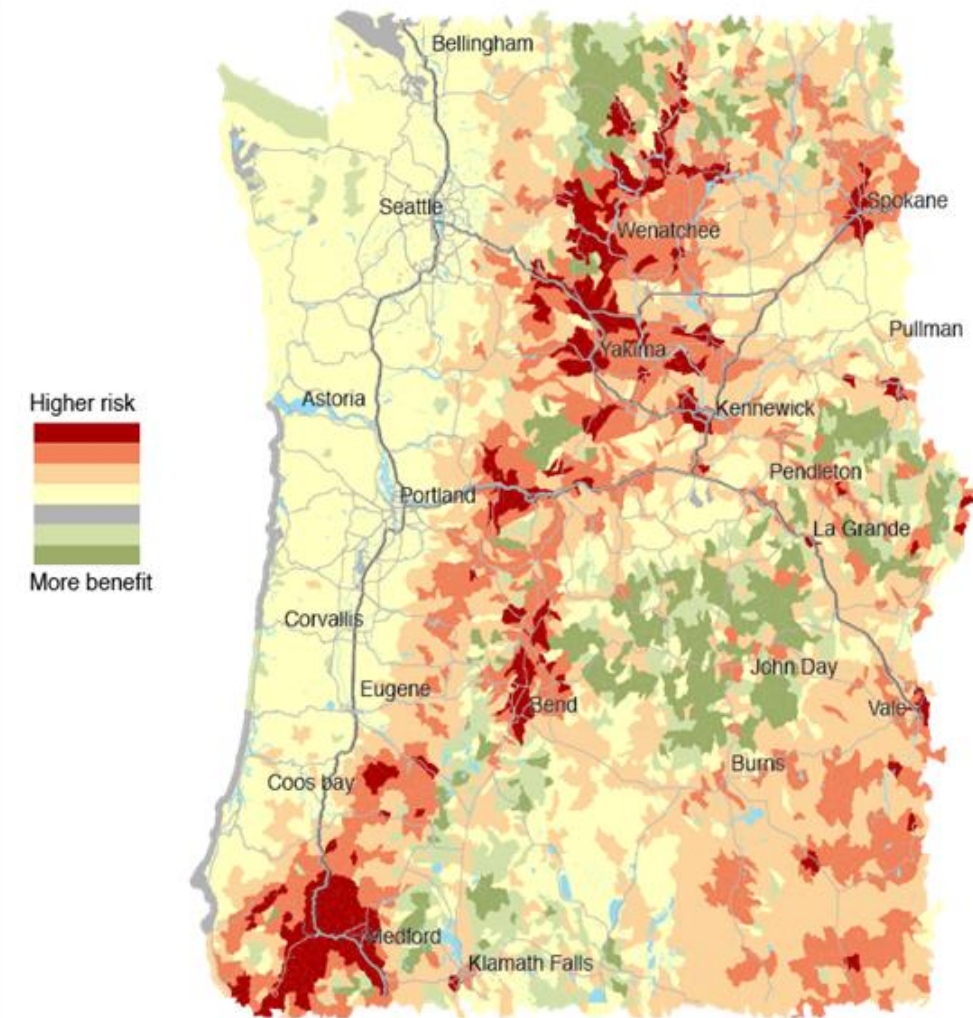 Bellingham
Seattle
Spokane
Wenatchee
Pullman
Yakima
Higher risk
Astoria
Kennewick
Pendleton
Portland
La Grande
More benefit
Corvallis
John Day
Eugene
Bend
Vale
Burns
Coos bay
Medford
Klamath Falls